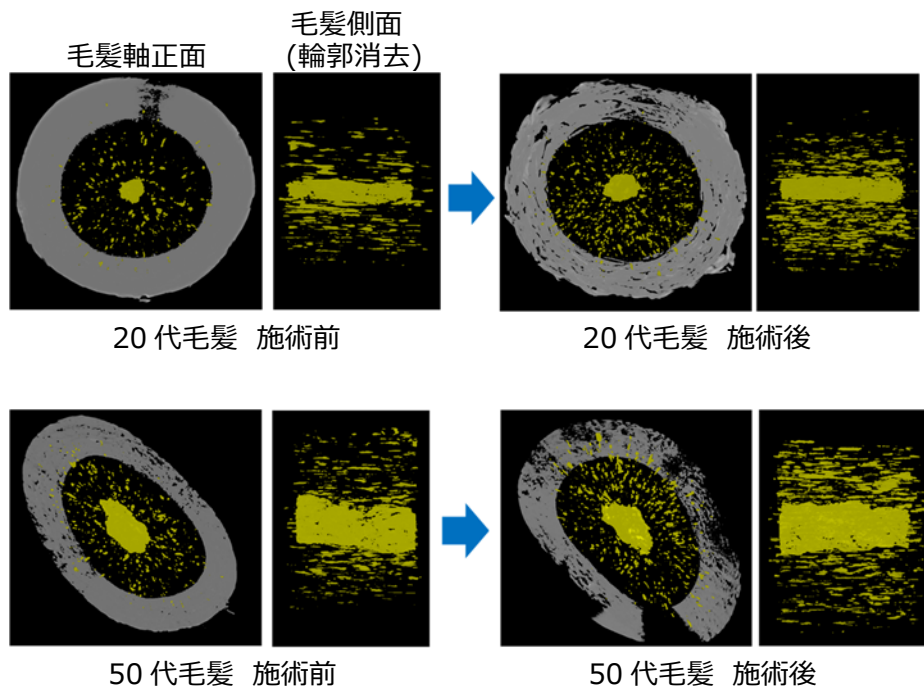 毛髪軸正面
毛髪側面
(輪郭消去)
20 代毛髪 施術前
20 代毛髪 施術後
50 代毛髪 施術前
50 代毛髪 施術後